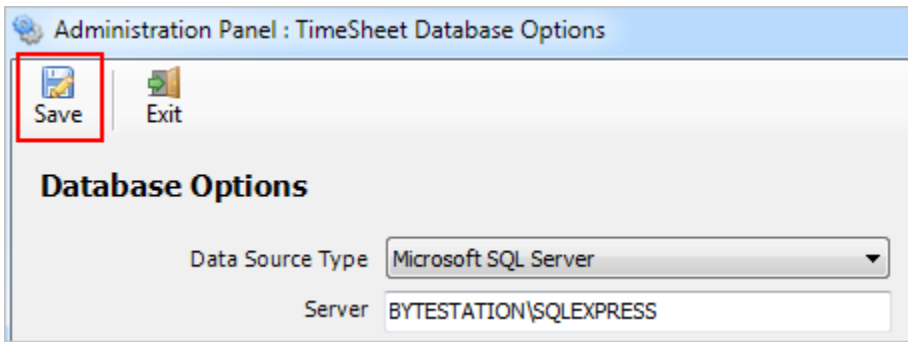 Administration Panel : TimeSheet Database Options
Save Exit
Database Options
Data Source Type Microsoft SQL Server
Server BYTESTATION\SQLEXPRESS